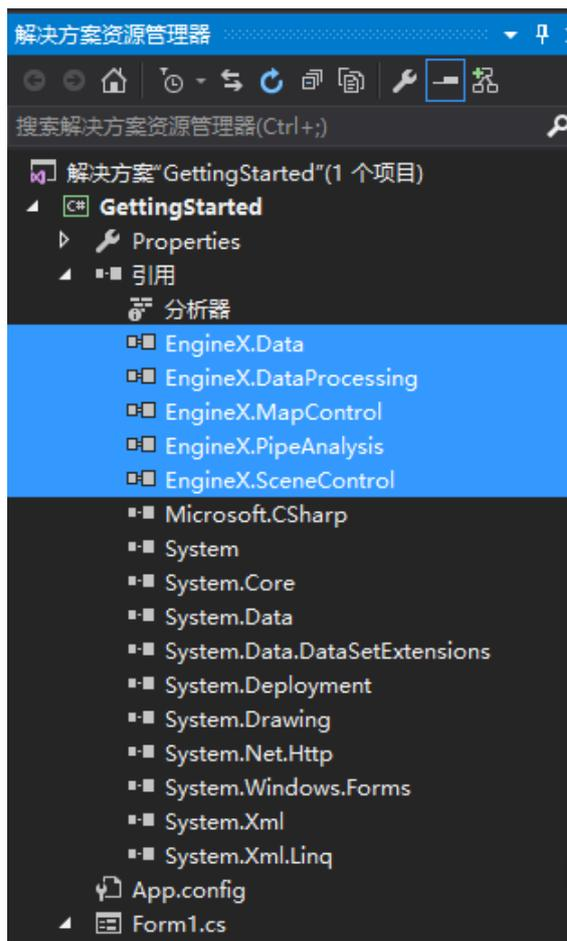 解决方案资源管理器
搜索解决方案资源管理器(Ctrl+;)
解决方案"GettingStarted"(1 个项目)
C# GettingStarted
Properties
引用
分析器
EngineX.Data
EngineX.DataProcessing
EngineX.MapControl
EngineX.PipeAnalysis
EngineX.SceneControl
Microsoft.CSharp
System
System.Core
System.Data
System.Data.DataSetExtensions
System.Deployment
System.Drawing
System.Net.Http
System.Windows.Forms
System.Xml
System.Xml.Linq
App.config
Form1.cs